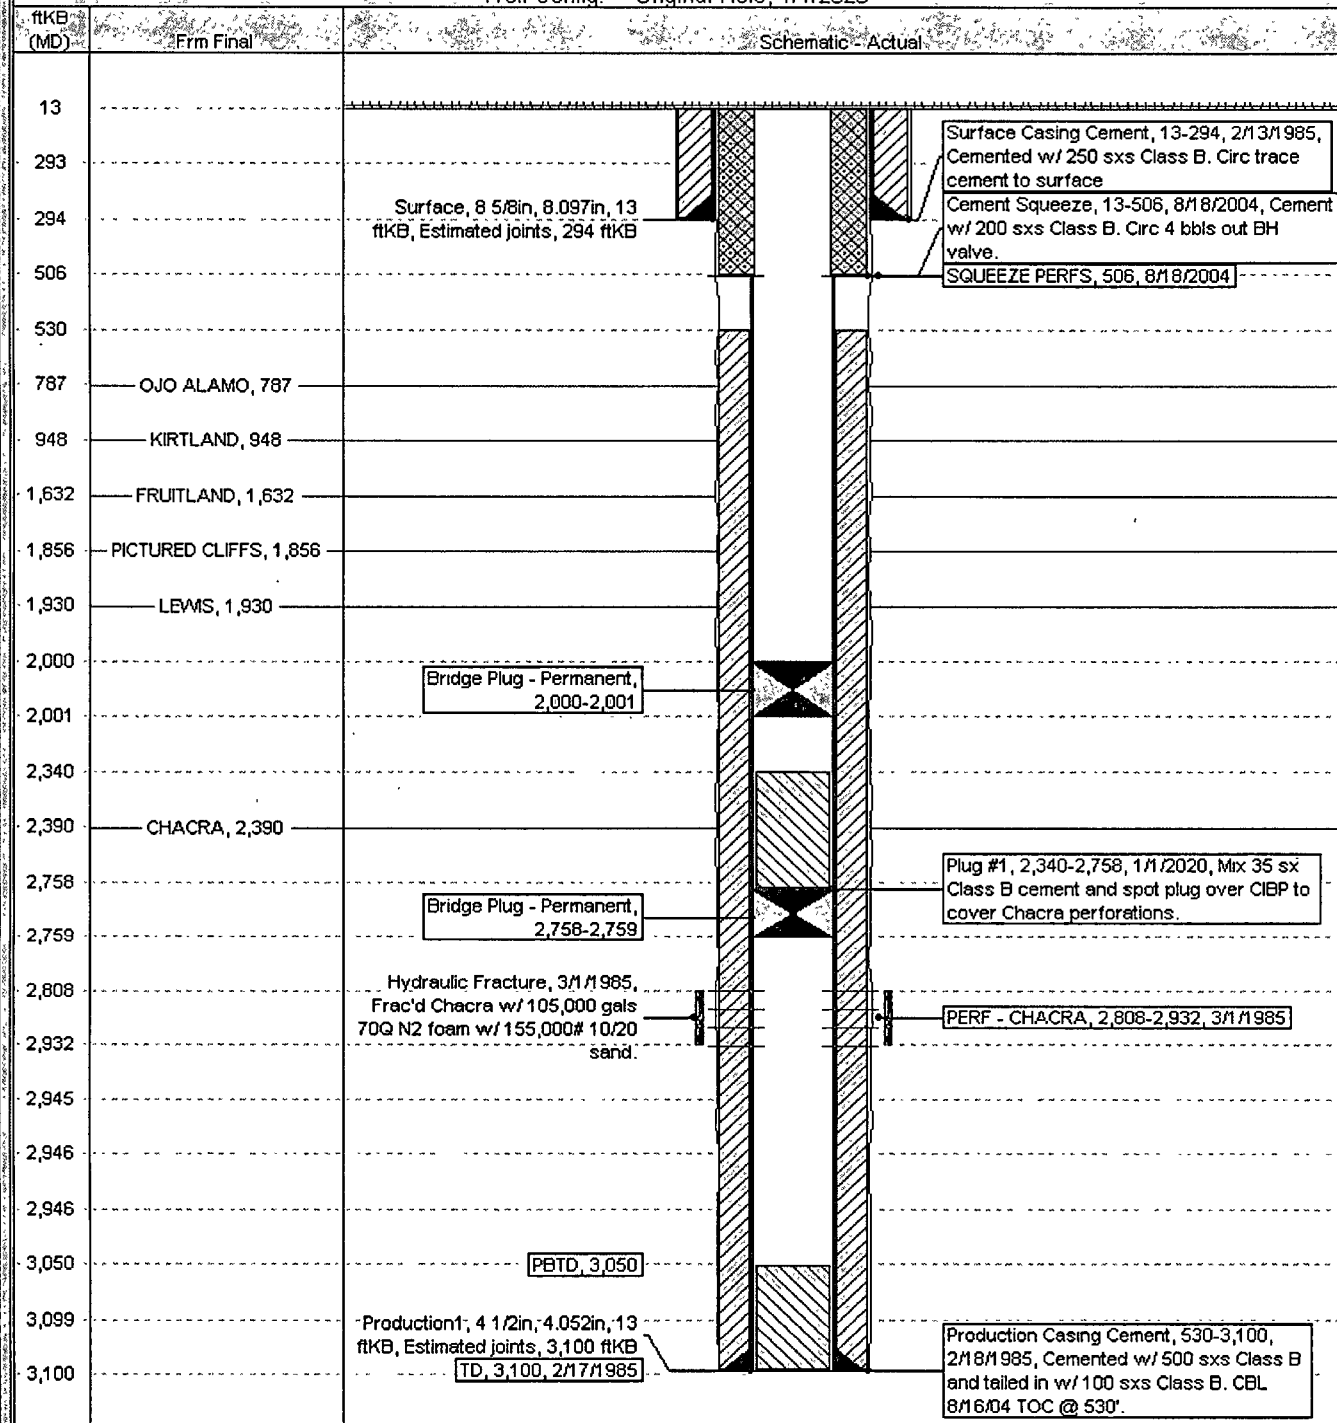 ftKB
(MD)
Frm Final
Schematic - Actual
13
293
294
506
530
787
948
1,632
1,856
1,930
2,000
2,001
2,340
2,390
2,758
2,759
2,808
2,932
2,945
2,946
2,946
3,050
3,099
3,100
OJO ALAMO, 787
KIRTLAND, 948
FRUITLAND, 1,632
PICTURED CLIFFS, 1,856
LEWIS, 1,930
CHACRA, 2,390
Surface, 8 5/8in, 8.097in, 13
ftKB, Estimated joints, 294 ftKB
Bridge Plug - Permanent,
2,000-2,001
Bridge Plug - Permanent,
2,758-2,759
Hydraulic Fracture, 3/1/1985,
Frac'd Chacra w/ 105,000 gals
70Q N2 foam w/ 155,000# 10/20
sand.
PBTD, 3,050
Production1, 4 1/2in, 4.052in, 13
ftKB, Estimated joints, 3,100 ftKB
TD, 3,100, 2/17/1985
Surface Casing Cement, 13-294, 2/13/1985,
Cemented w/ 250 sxs Class B. Circ trace
cement to surface
Cement Squeeze, 13-506, 8/18/2004, Cement
w/ 200 sxs Class B. Circ 4 bbls out BH
valve.
SQUEEZE PERFS, 506, 8/18/2004
Plug #1, 2,340-2,758, 1/1/2020, Mix 35 sx
Class B cement and spot plug over CIBP to
cover Chacra perforations.
PERF - CHACRA, 2,808-2,932, 3/1/1985
Production Casing Cement, 530-3,100,
2/18/1985, Cemented w/ 500 sxs Class B
and tailed in w/ 100 sxs Class B. CBL
8/16/04 TOC @ 530'.